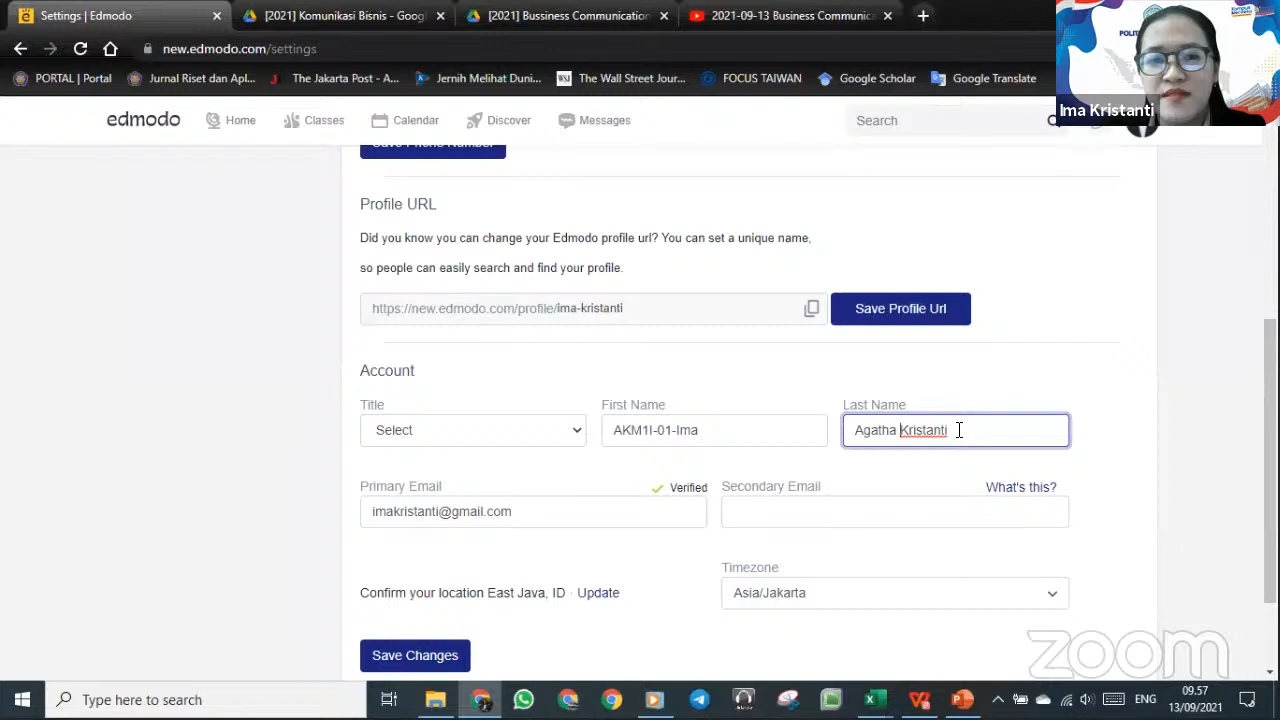 Settings | Edmodo
[2021] Komunikasi Bisnis - Goog
[2021] Business Communication
2021-09-13 Business Communic
new.edmodo.com/settings
PORTAL | Portal
Jurnal Riset dan Apl...
The Jakarta Post - A...
Jernih Melihat Duni...
The Wall Street Jour...
FOCUS TAIWAN
Google Scholar
Google Translate
POLIT
Ima Kristanti
edmodo
Home
Classes
Calendar
Discover
Messages
Search
Save Phone Number
Profile URL
Did you know you can change your Edmodo profile url? You can set a unique name,
so people can easily search and find your profile.
https://new.edmodo.com/profile/ima-kristanti
Save Profile Url
Account
Title
First Name
Last Name
Select
AKM1I-01-Ima
Agatha Kristanti
Primary Email
Verified
Secondary Email
What's this?
imakristanti@gmail.com
Timezone
Confirm your location East Java, ID · Update
Asia/Jakarta
Save Changes
zoom
Type here to search
ENG
09.57
13/09/2021